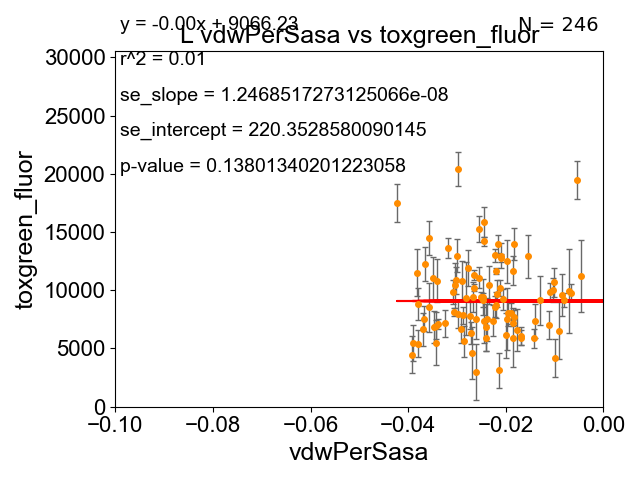 y = -0.00x + 9066.23
N = 246
L vdwPerSasa vs toxgreen_fluor
r^2 = 0.01
se_slope = 1.2468517273125066e-08
se_intercept = 220.3528580090145
p-value = 0.13801340201223058
30000
25000
20000
15000
10000
5000
0
toxgreen_fluor
−0.10
−0.08
−0.06
−0.04
−0.02
0.00
vdwPerSasa